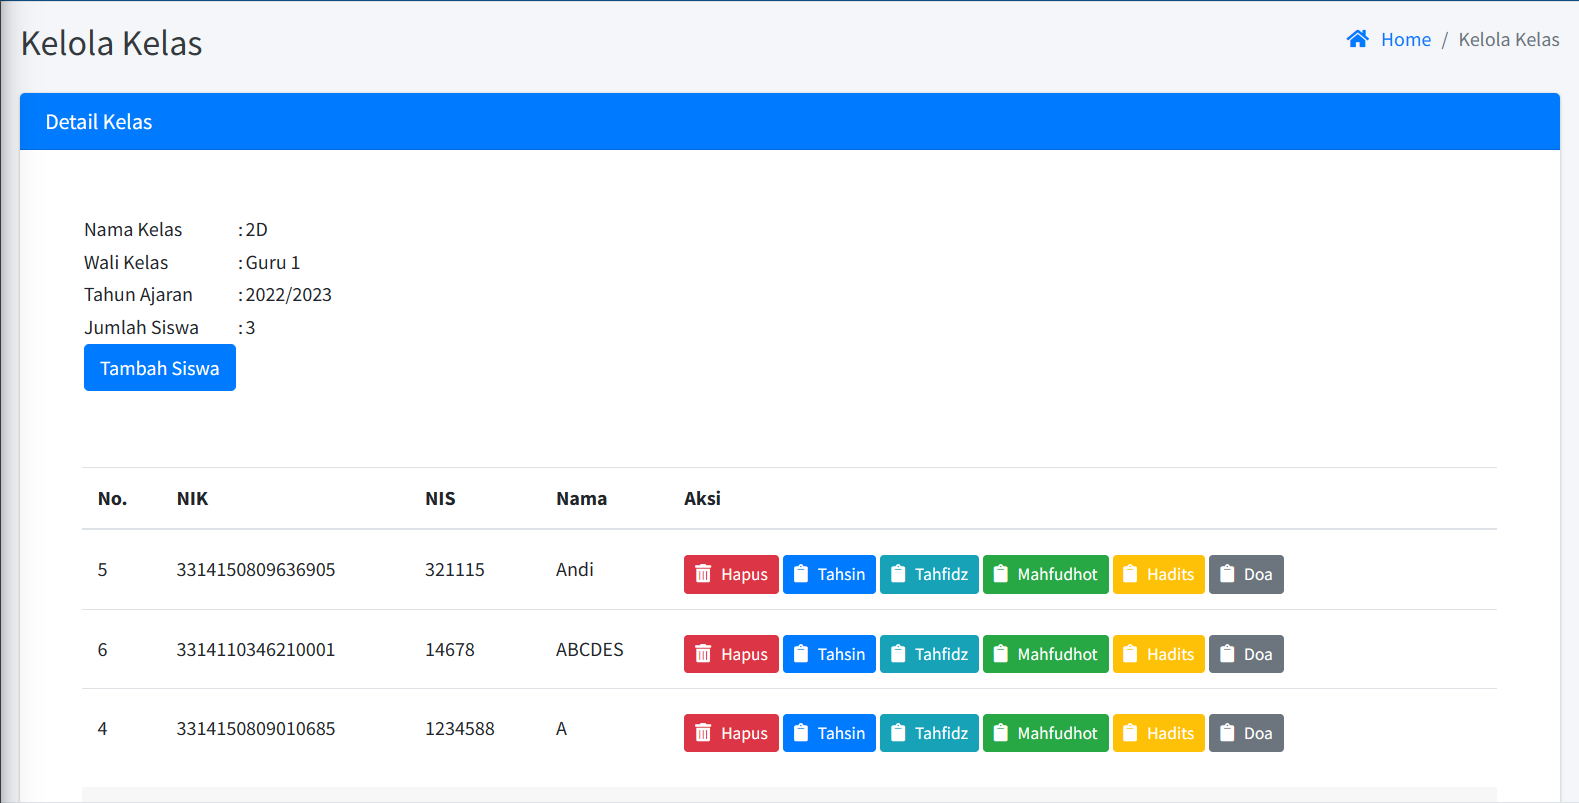 Kelola Kelas
Home / Kelola Kelas
Detail Kelas
Nama Kelas : 2D
Wali Kelas : Guru 1
Tahun Ajaran : 2022/2023
Jumlah Siswa : 3
Tambah Siswa
No. NIK NIS Nama Aksi
5 3314150809636905 321115 Andi Hapus Tahsin Tahfidz Mahfudhot Hadits Doa
6 3314110346210001 14678 ABCDES Hapus Tahsin Tahfidz Mahfudhot Hadits Doa
4 3314150809010685 1234588 A Hapus Tahsin Tahfidz Mahfudhot Hadits Doa